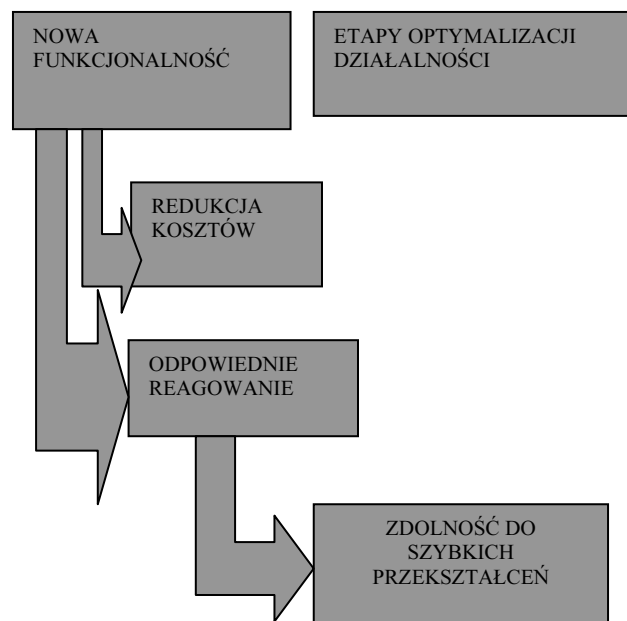 NOWA
FUNKCJONALNOŚĆ
ETAPY OPTYMALIZACJI
DZIAŁALNOŚCI
REDUKCJA
KOSZTÓW
ODPOWIEDNIE
REAGOWANIE
ZDOLNOŚĆ DO
SZYBKICH
PRZEKSZTAŁCEŃ